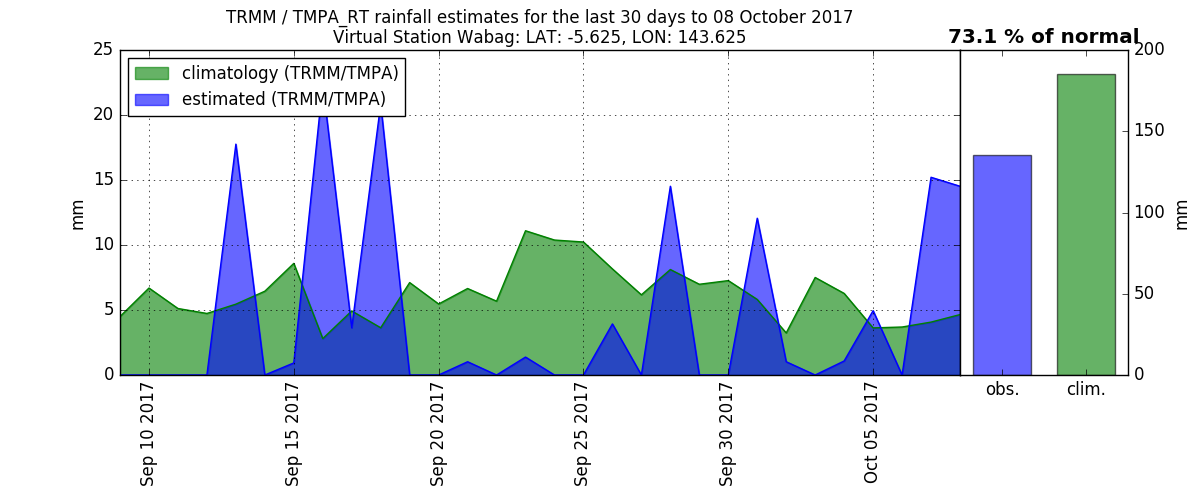 TRMM / TMPA_RT rainfall estimates for the last 30 days to 08 October 2017
Virtual Station Wabag: LAT: -5.625, LON: 143.625
73.1 % of normal
climatology (TRMM/TMPA)
estimated (TRMM/TMPA)
25
20
15
10
5
0
mm
Sep 10 2017
Sep 15 2017
Sep 20 2017
Sep 25 2017
Sep 30 2017
Oct 05 2017
obs.
clim.
200
150
100
50
0
mm